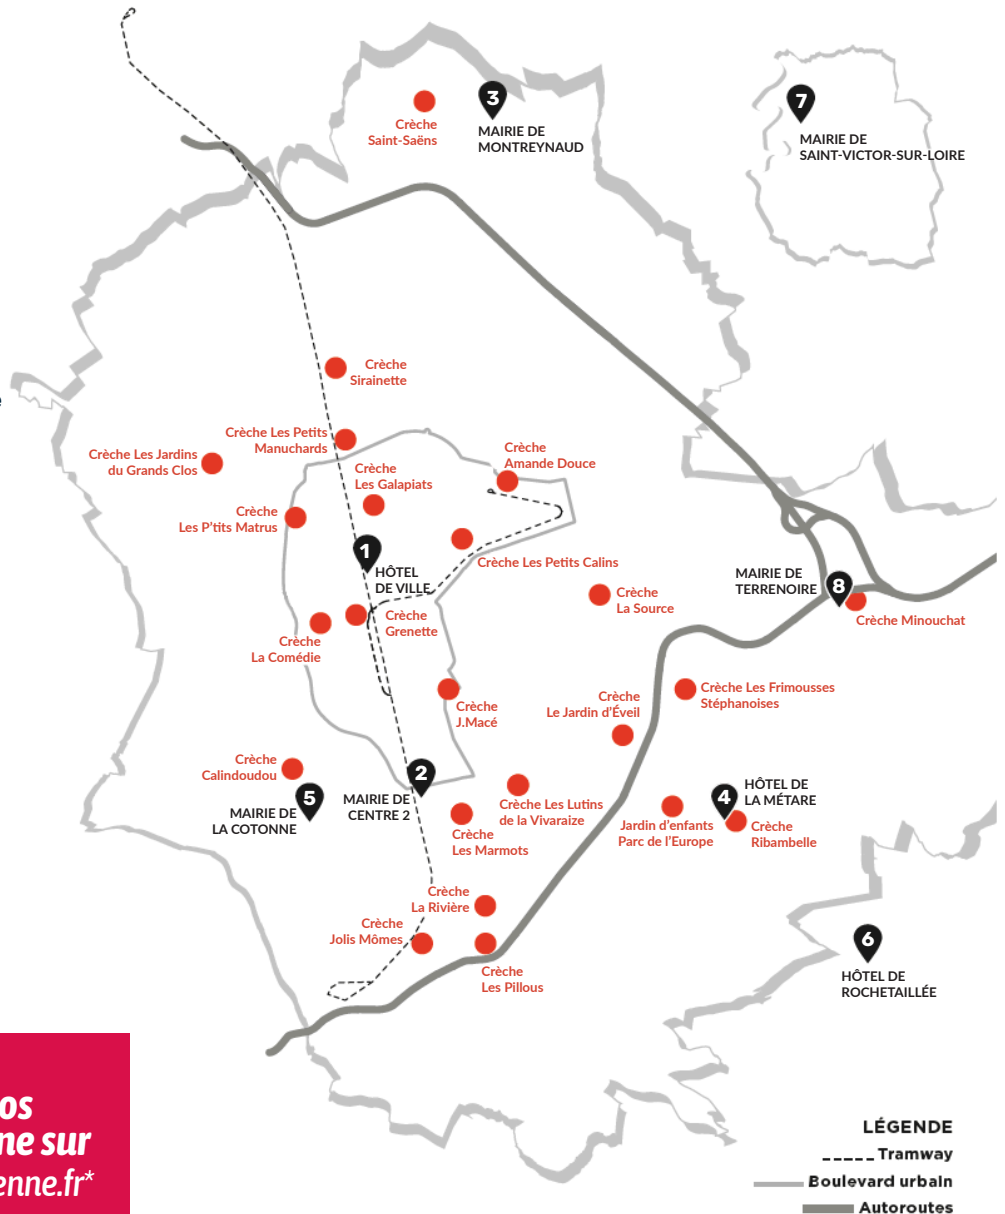 3
MAIRIE DE
MONTREYNAUD
Crèche
Saint-Saëns
7
MAIRIE DE
SAINT-VICTOR-SUR-LOIRE
Crèche
Sirainette
Crèche Les Petits
Manuchards
Crèche Les Jardins
du Grands Clos
Crèche
Les Galapiats
Crèche
Amande Douce
Crèche
Les P'tits Matrus
1
HÔTEL
DE VILLE
Crèche Les Petits Calins
Crèche
La Source
MAIRIE DE
TERRENOIRE
8
Crèche Minouchat
Crèche
Grenette
Crèche
La Comédie
Crèche
J.Macé
Crèche
Le Jardin d'Éveil
Crèche Les Frimousses
Stéphanoises
Crèche
Calindoudou
5
MAIRIE DE
LA COTONNE
2
MAIRIE DE
CENTRE 2
Crèche Les Lutins
de la Vivaraize
Crèche
Les Marmots
4
HÔTEL DE
LA MÉTARE
Jardin d'enfants
Parc de l'Europe
Crèche
Ribambelle
Crèche
La Rivière
Crèche
Jolis Mômes
Crèche
Les Pillous
6
HÔTEL DE
ROCHETAILLÉE
os
ne sur
enne.fr*
LÉGENDE
Tramway
Boulevard urbain
Autoroutes